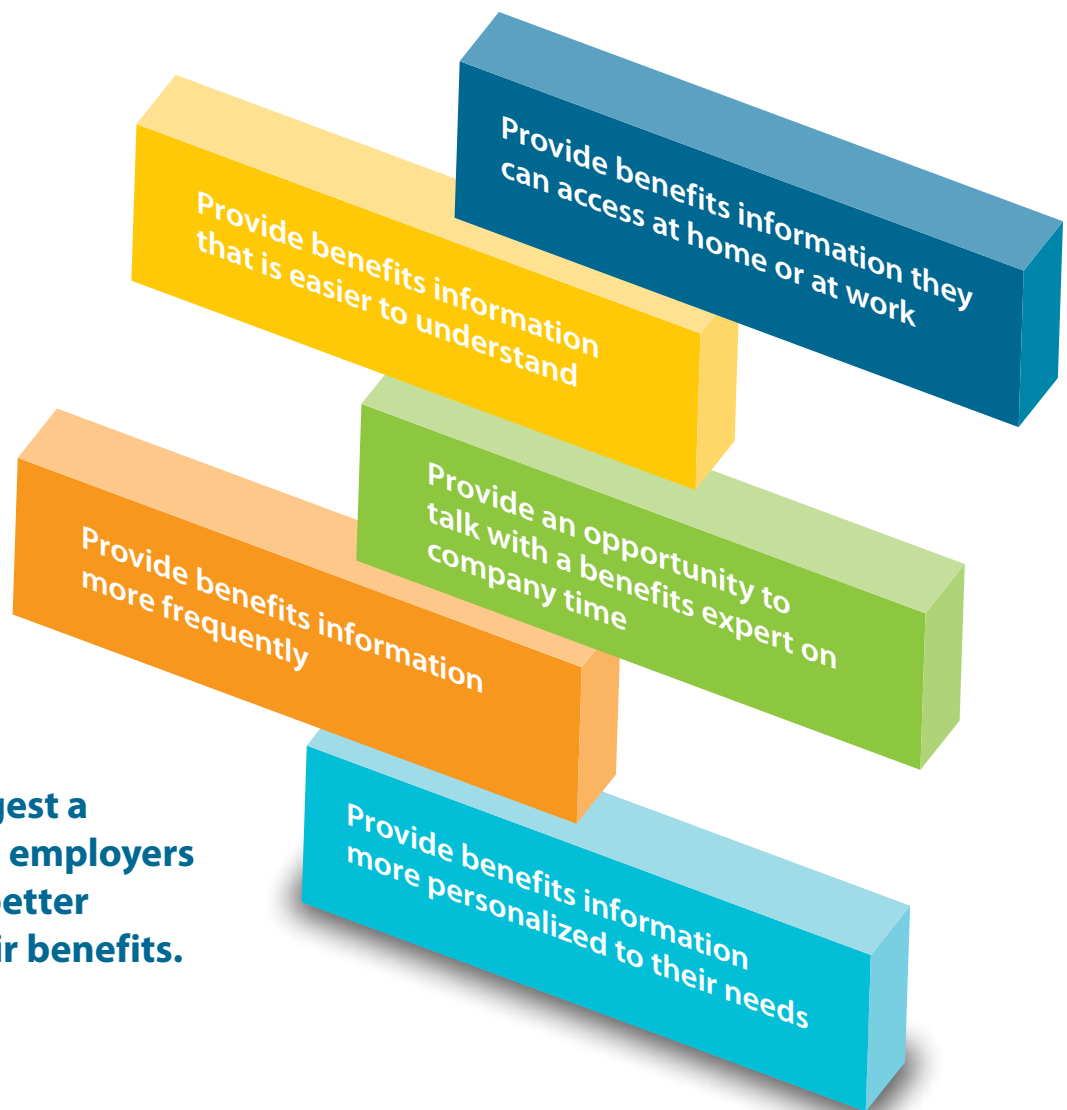 Provide benefits information they
can access at home or at work
Provide benefits information
that is easier to understand
Provide an opportunity to
talk with a benefits expert on
company time
Provide benefits information
more frequently
Provide benefits information
more personalized to their needs
a
employers
benefits.